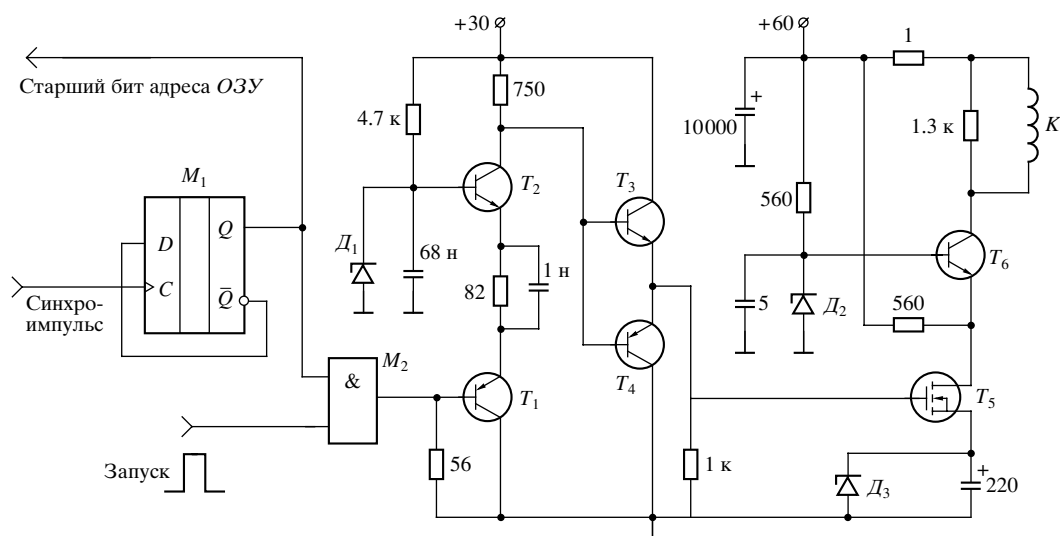 +30
+60
Старший бит адреса ОЗУ
4.7 к
750
10000
+
1
1.3 к
K
M₁
T₂
T₃
560
D
Q
Д₁
68 н
82
1 н
T₆
C
Q̄
5
Д₂
560
Синхро-
импульс
M₂
&
T₁
T₄
T₅
Запуск
56
1 к
Д₃
+
220